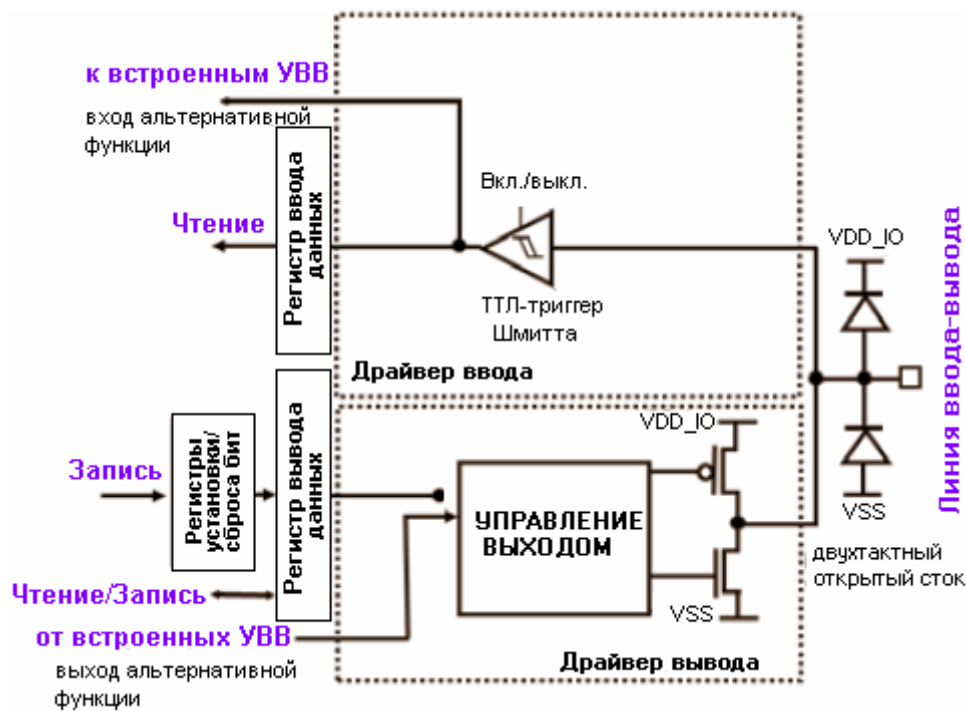 к встроенным УВВ
вход альтернативной
функции
Чтение
Регистр ввода
данных
Вкл./выкл.
ТТЛ-триггер
Шмитта
Драйвер ввода
VDD_IO
VSS
Линия ввода-вывода
Запись
Регистры
установки/
сброса бит
Регистр вывода
данных
Чтение/Запись
от встроенных УВВ
выход альтернативной
функции
УПРАВЛЕНИЕ
ВЫХОДОМ
VDD_IO
VSS
двухтактный
открытый сток
Драйвер вывода